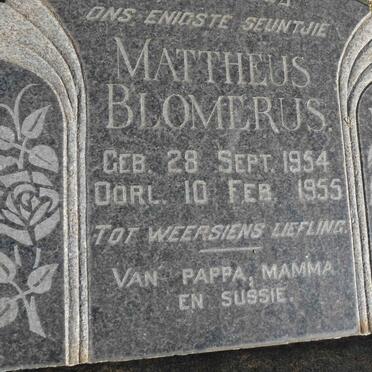 ONS ENIGSTE SEUNTJIE
MATTHEUS
BLOMERUS.
GEB. 28 SEPT. 1954
OORL. 10 FEB. 1955
TOT WEERSIENS LIEFLING.
VAN PAPPA, MAMMA
EN SUSSIE.